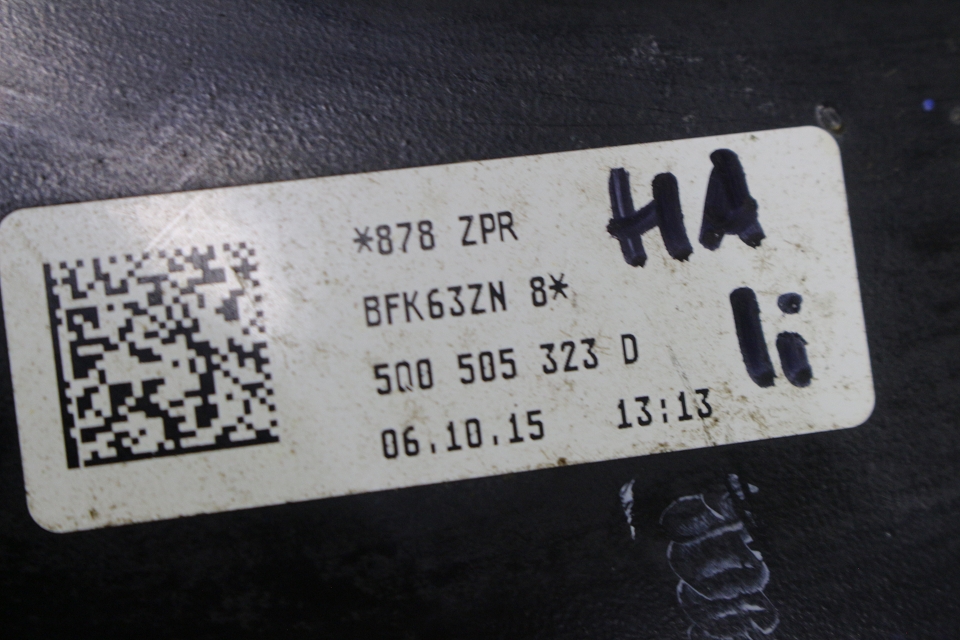 *878 ZPR
BFK63ZN 8*
5Q0 505 323 D
06.10.15 13:13
HA
li